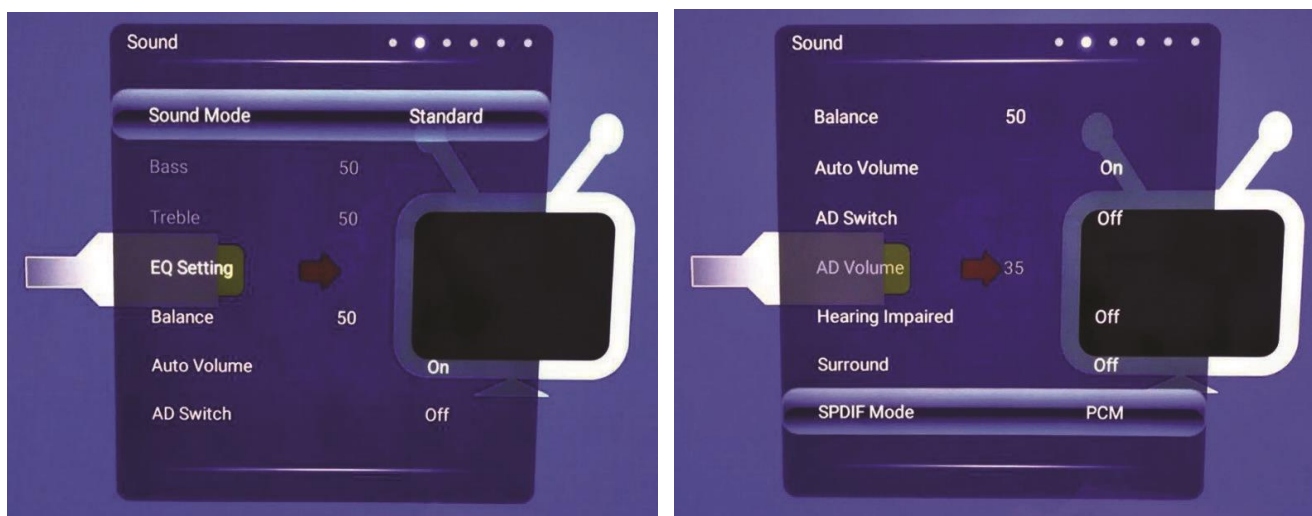 Sound
Sound Mode Standard
Bass 50
Treble 50
EQ Setting
Balance 50
Auto Volume On
AD Switch Off
Sound
Balance 50
Auto Volume On
AD Switch Off
AD Volume 35
Hearing Impaired Off
Surround Off
SPDIF Mode PCM